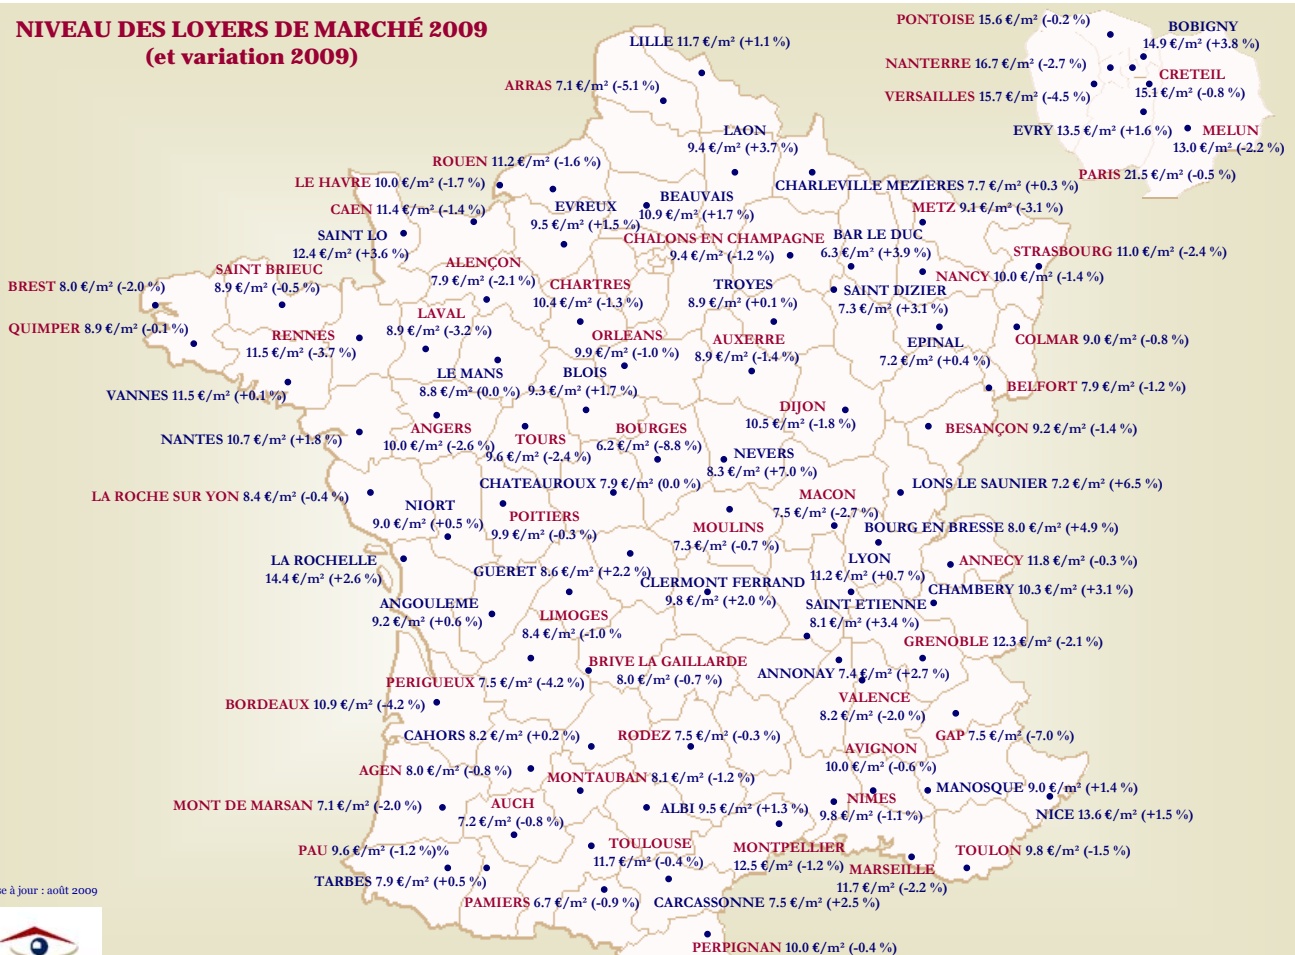 NIVEAU DES LOYERS DE MARCHÉ 2009
(et variation 2009)
PONTOISE 15.6 €/m² (-0.2 %)
BOBIGNY
14.9 €/m² (+3.8 %)
NANTERRE 16.7 €/m² (-2.7 %)
CRETEIL
15.1 €/m² (-0.8 %)
VERSAILLES 15.7 €/m² (-4.5 %)
EVRY 13.5 €/m² (+1.6 %)
MELUN
13.0 €/m² (-2.2 %)
PARIS 21.5 €/m² (-0.5 %)
LILLE 11.7 €/m² (+1.1 %)
ARRAS 7.1 €/m² (-5.1 %)
LAON
9.4 €/m² (+3.7 %)
ROUEN 11.2 €/m² (-1.6 %)
LE HAVRE 10.0 €/m² (-1.7 %)
CHARLEVILLE MEZIERES 7.7 €/m² (+0.3 %)
BEAUVAIS
10.9 €/m² (+1.7 %)
CAEN 11.4 €/m² (-1.4 %)
EVREUX
9.5 €/m² (+1.5 %)
METZ 9.1 €/m² (-3.1 %)
SAINT LO
12.4 €/m² (+3.6 %)
CHALONS EN CHAMPAGNE
9.4 €/m² (-1.2 %)
BAR LE DUC
6.3 €/m² (+3.9 %)
STRASBOURG 11.0 €/m² (-2.4 %)
SAINT BRIEUC
8.9 €/m² (-0.5 %)
ALENÇON
7.9 €/m² (-2.1 %)
NANCY 10.0 €/m² (-1.4 %)
BREST 8.0 €/m² (-2.0 %)
CHARTRES
10.4 €/m² (-1.3 %)
TROYES
8.9 €/m² (+0.1 %)
SAINT DIZIER
7.3 €/m² (+3.1 %)
QUIMPER 8.9 €/m² (-0.1 %)
RENNES
11.5 €/m² (-3.7 %)
LAVAL
8.9 €/m² (-3.2 %)
ORLEANS
9.9 €/m² (-1.0 %)
AUXERRE
8.9 €/m² (-1.4 %)
EPINAL
7.2 €/m² (+0.4 %)
COLMAR 9.0 €/m² (-0.8 %)
LE MANS
8.8 €/m² (0.0 %)
BLOIS
9.3 €/m² (+1.7 %)
BELFORT 7.9 €/m² (-1.2 %)
VANNES 11.5 €/m² (+0.1 %)
DIJON
10.5 €/m² (-1.8 %)
NANTES 10.7 €/m² (+1.8 %)
ANGERS
10.0 €/m² (-2.6 %)
TOURS
9.6 €/m² (-2.4 %)
BOURGES
6.2 €/m² (-8.8 %)
BESANÇON 9.2 €/m² (-1.4 %)
NEVERS
8.3 €/m² (+7.0 %)
CHATEAUROUX 7.9 €/m² (0.0 %)
LONS LE SAUNIER 7.2 €/m² (+6.5 %)
LA ROCHE SUR YON 8.4 €/m² (-0.4 %)
NIORT
9.0 €/m² (+0.5 %)
POITIERS
9.9 €/m² (-0.3 %)
MACON
7.5 €/m² (-2.7 %)
MOULINS
7.3 €/m² (-0.7 %)
BOURG EN BRESSE 8.0 €/m² (+4.9 %)
LA ROCHELLE
14.4 €/m² (+2.6 %)
GUERET 8.6 €/m² (+2.2 %)
LYON
11.2 €/m² (+0.7 %)
ANNECY 11.8 €/m² (-0.3 %)
CLERMONT FERRAND
9.8 €/m² (+2.0 %)
CHAMBERY 10.3 €/m² (+3.1 %)
ANGOULEME
9.2 €/m² (+0.6 %)
LIMOGES
8.4 €/m² (-1.0 %
SAINT ETIENNE
8.1 €/m² (+3.4 %)
GRENOBLE 12.3 €/m² (-2.1 %)
BRIVE LA GAILLARDE
8.0 €/m² (-0.7 %)
ANNONAY 7.4 €/m² (+2.7 %)
PERIGUEUX 7.5 €/m² (-4.2 %)
VALENCE
8.2 €/m² (-2.0 %)
BORDEAUX 10.9 €/m² (-4.2 %)
CAHORS 8.2 €/m² (+0.2 %)
RODEZ 7.5 €/m² (-0.3 %)
GAP 7.5 €/m² (-7.0 %)
AVIGNON
10.0 €/m² (-0.6 %)
AGEN 8.0 €/m² (-0.8 %)
MONTAUBAN 8.1 €/m² (-1.2 %)
MANOSQUE 9.0 €/m² (+1.4 %)
MONT DE MARSAN 7.1 €/m² (-2.0 %)
AUCH
7.2 €/m² (-0.8 %)
ALBI 9.5 €/m² (+1.3 %)
NIMES
9.8 €/m² (-1.1 %)
NICE 13.6 €/m² (+1.5 %)
PAU 9.6 €/m² (-1.2 %)%
TOULOUSE
11.7 €/m² (-0.4 %)
MONTPELLIER
12.5 €/m² (-1.2 %)
TOULON 9.8 €/m² (-1.5 %)
MARSEILLE
11.7 €/m² (-2.2 %)
TARBES 7.9 €/m² (+0.5 %)
se à jour : août 2009
PAMIERS 6.7 €/m² (-0.9 %)
CARCASSONNE 7.5 €/m² (+2.5 %)
PERPIGNAN 10.0 €/m² (-0.4 %)